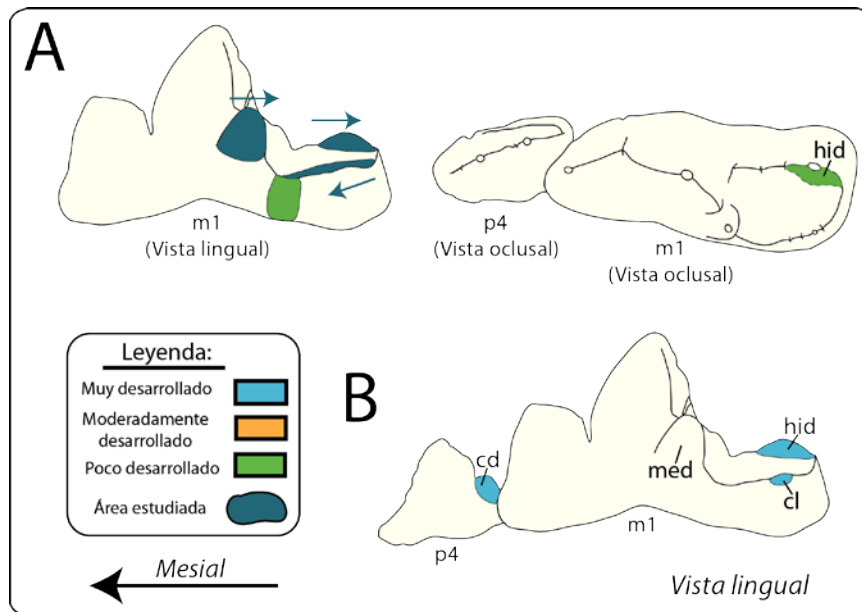 A
m1
(Vista lingual)
p4
(Vista oclusal)
hid
m1
(Vista oclusal)
Leyenda:
Muy desarrollado
Moderadamente
desarrollado
Poco desarrollado
Área estudiada
Mesial
B
cd
med
hid
cl
p4
m1
Vista lingual